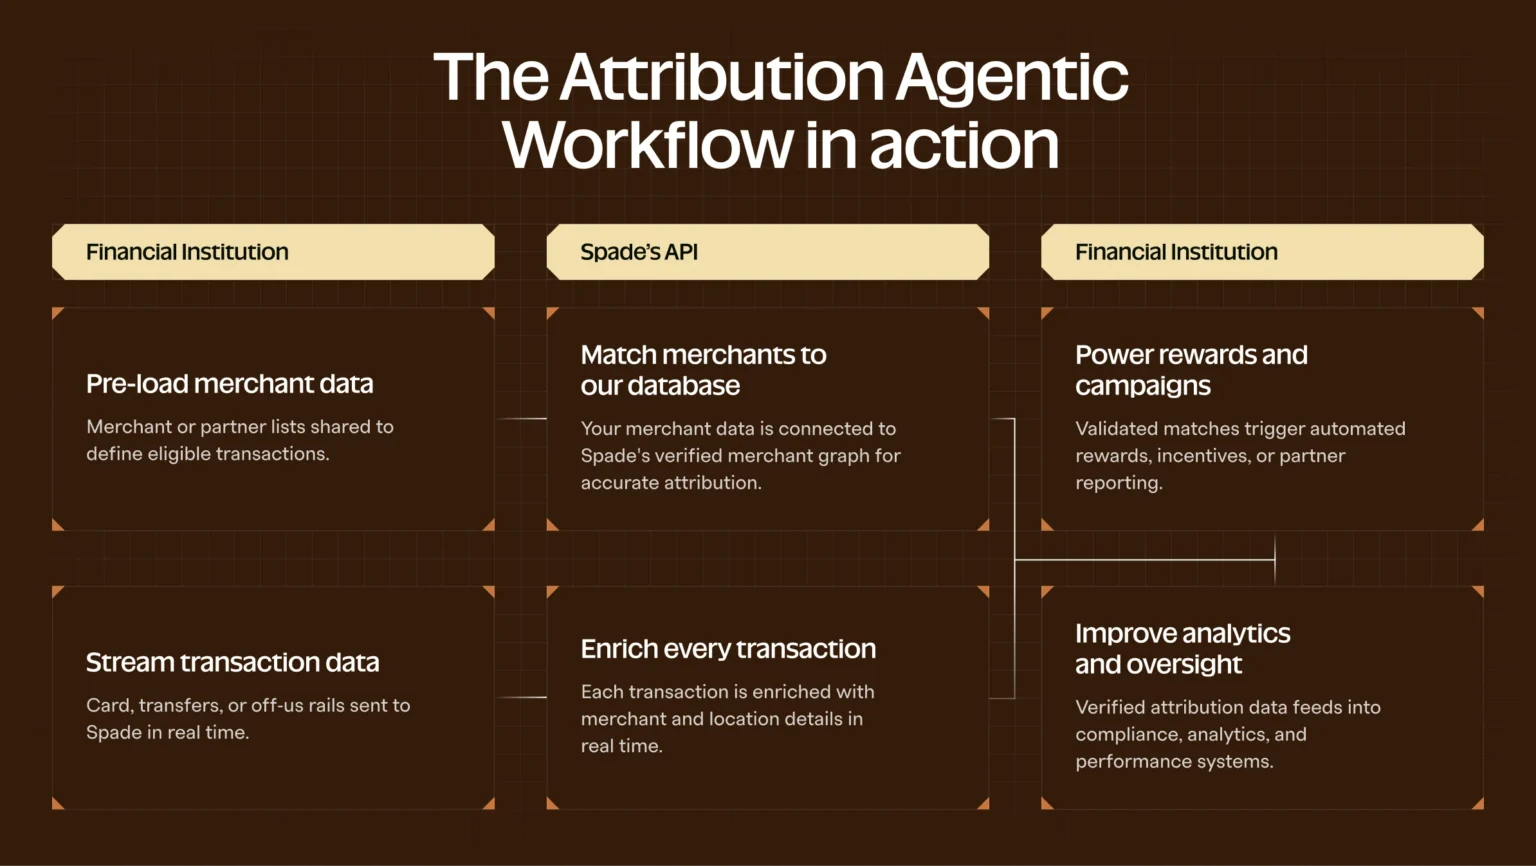 The Attribution Agentic
Workflow in action
Financial Institution
Pre-load merchant data
Merchant or partner lists shared to
define eligible transactions.
Stream transaction data
Card, transfers, or off-us rails sent to
Spade in real time.
Spade’s API
Match merchants to
our database
Your merchant data is connected to
Spade's verified merchant graph for
accurate attribution.
Enrich every transaction
Each transaction is enriched with
merchant and location details in
real time.
Financial Institution
Power rewards and
campaigns
Validated matches trigger automated
rewards, incentives, or partner
reporting.
Improve analytics
and oversight
Verified attribution data feeds into
compliance, analytics, and
performance systems.